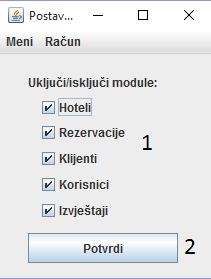 Postav...
Meni Račun
Uključi/isključi module:
Hoteli
Rezervacije
1
Klijenti
Korisnici
Izvještaji
Potvrdi 2